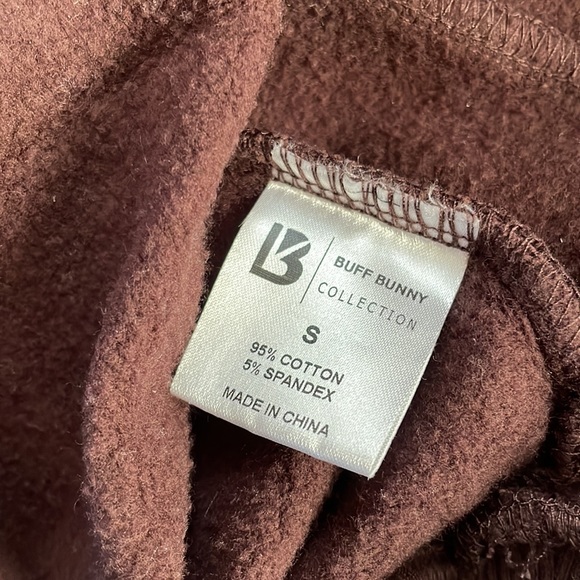 B
BUFF BUNNY
COLLECTION
S
95% COTTON
5% SPANDEX
MADE IN CHINA